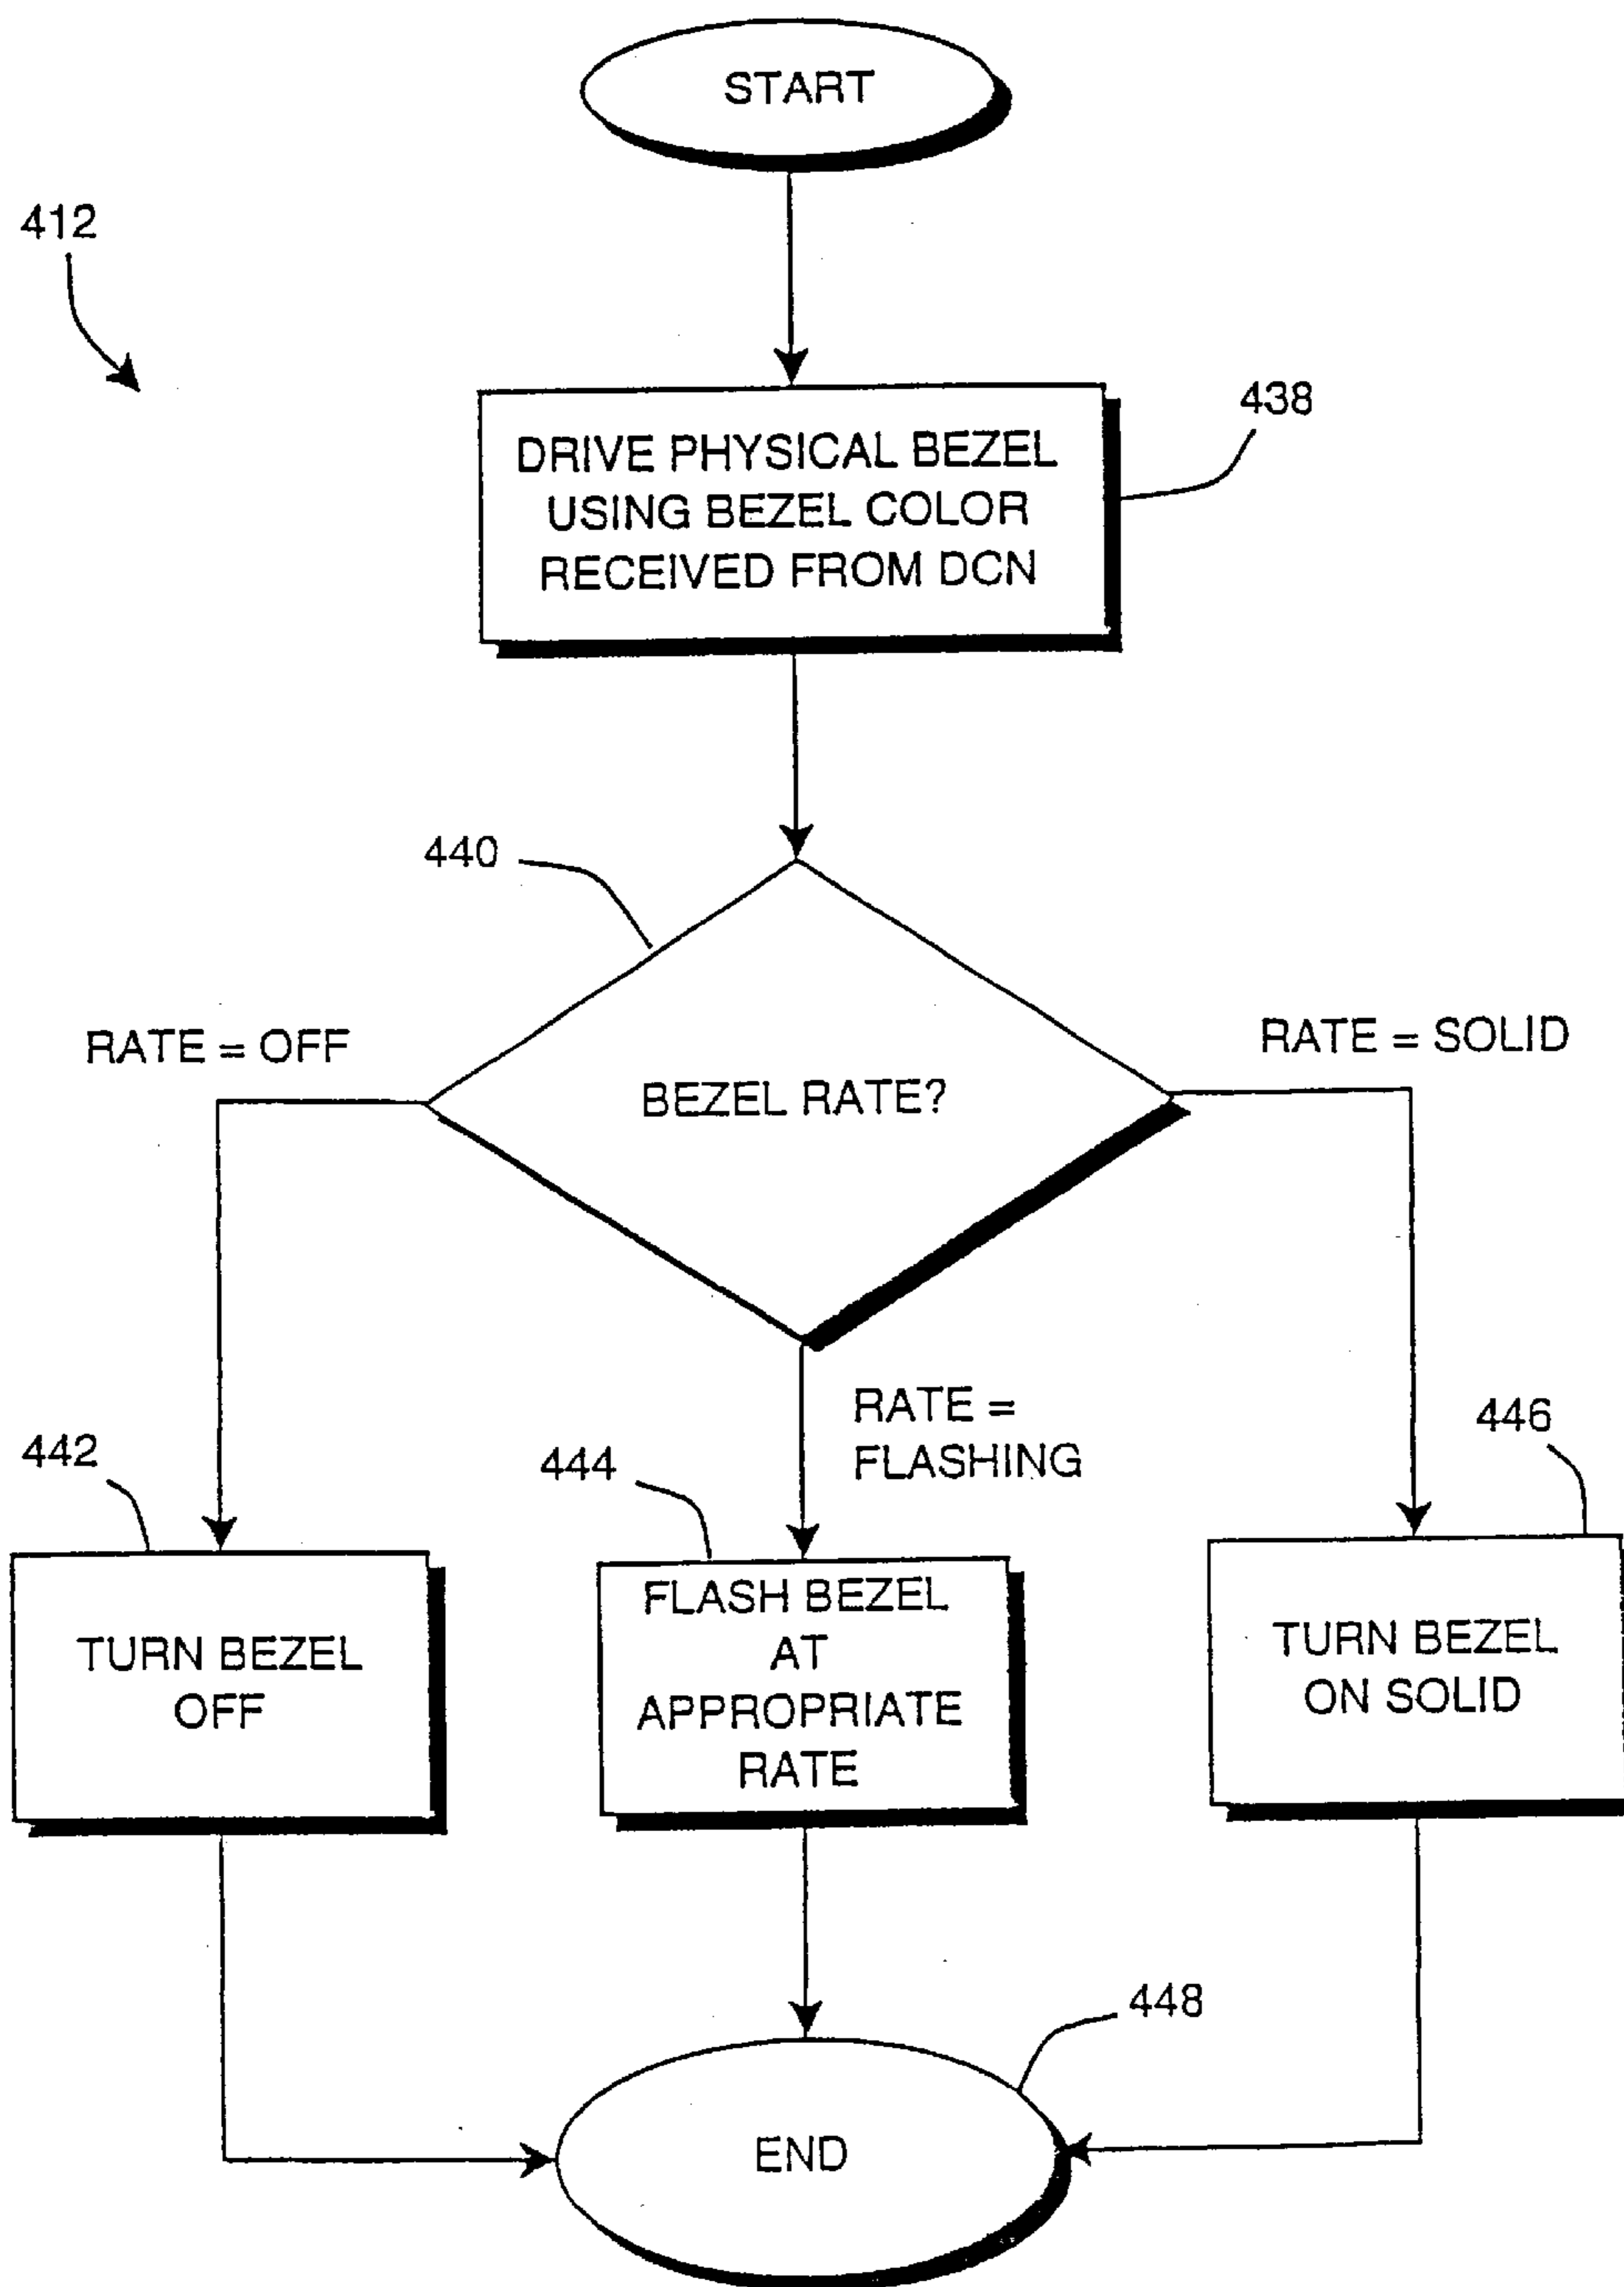 START
412
438
DRIVE PHYSICAL BEZEL
USING BEZEL COLOR
RECEIVED FROM DCN
440
RATE = OFF
RATE = SOLID
BEZEL RATE?
RATE =
FLASHING
442
444
446
TURN BEZEL
OFF
FLASH BEZEL
AT
APPROPRIATE
RATE
TURN BEZEL
ON SOLID
448
END